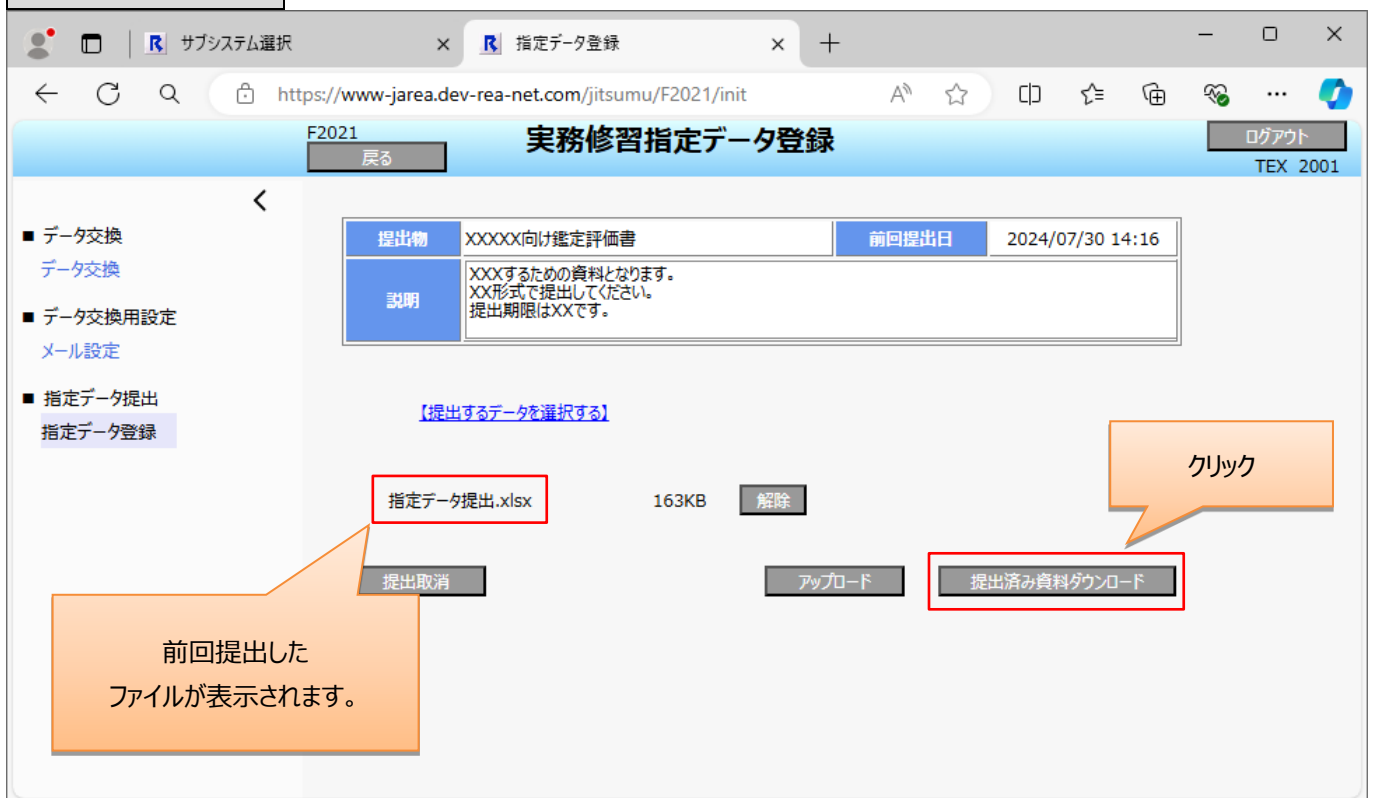 サブシステム選択
指定データ登録
https://www-jarea.dev-rea-net.com/jitsumu/F2021/init
F2021
戻る
実務修習指定データ登録
ログアウト
TEX 2001
■ データ交換
データ交換
■ データ交換用設定
メール設定
■ 指定データ提出
指定データ登録
提出物
XXXXX向け鑑定評価書
前回提出日
2024/07/30 14:16
説明
XXXするための資料となります。
XX形式で提出してください。
提出期限はXXです。
【提出するデータを選択する】
クリック
指定データ提出.xlsx
163KB
解除
提出取消
アップロード
提出済み資料ダウンロード
前回提出した
ファイルが表示されます。